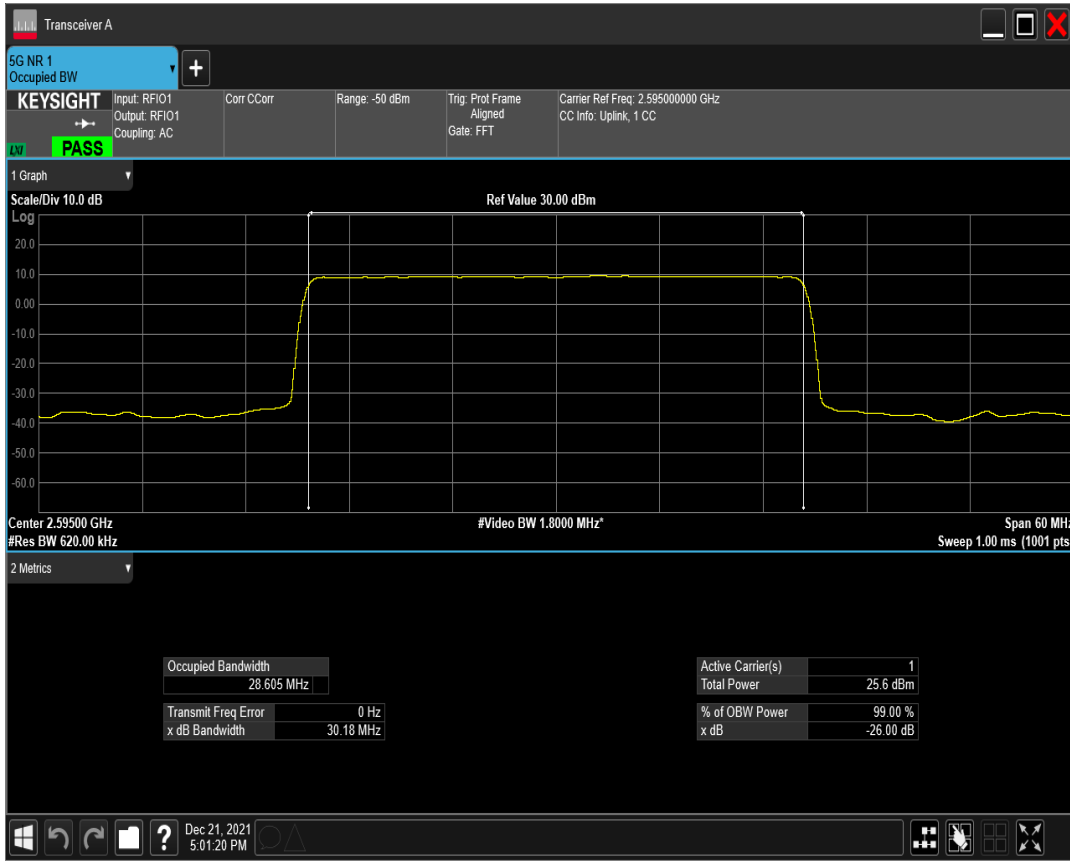 Transceiver A
5G NR 1
Occupied BW
KEYSIGHT
LXI
PASS
Input: RFIO1
Output: RFIO1
Coupling: AC
Corr CCorr
Range: -50 dBm
Trig: Prot Frame
Aligned
Gate: FFT
Carrier Ref Freq: 2.595000000 GHz
CC Info: Uplink, 1 CC
1 Graph
Scale/Div 10.0 dB
Ref Value 30.00 dBm
Log
20.0
10.0
0.00
-10.0
-20.0
-30.0
-40.0
-50.0
-60.0
Center 2.59500 GHz
#Video BW 1.8000 MHz*
Span 60 MHz
#Res BW 620.00 kHz
Sweep 1.00 ms (1001 pts
2 Metrics
Occupied Bandwidth
28.605 MHz
Transmit Freq Error 0 Hz
x dB Bandwidth 30.18 MHz
Active Carrier(s) 1
Total Power 25.6 dBm
% of OBW Power 99.00 %
x dB -26.00 dB
?
Dec 21, 2021
5:01:20 PM